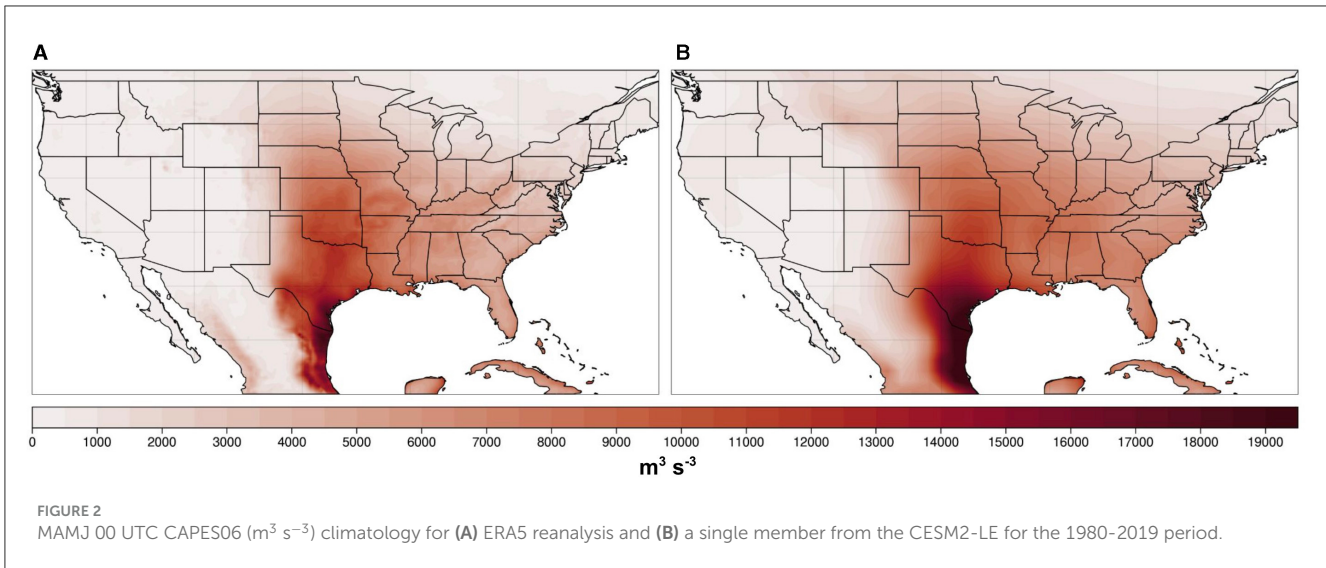 A
B
0 1000 2000 3000 4000 5000 6000 7000 8000 9000 10000 11000 12000 13000 14000 15000 16000 17000 18000 19000
m³ s⁻³
FIGURE 2
MAMJ 00 UTC CAPES06 (m³ s⁻³) climatology for (A) ERA5 reanalysis and (B) a single member from the CESM2-LE for the 1980-2019 period.